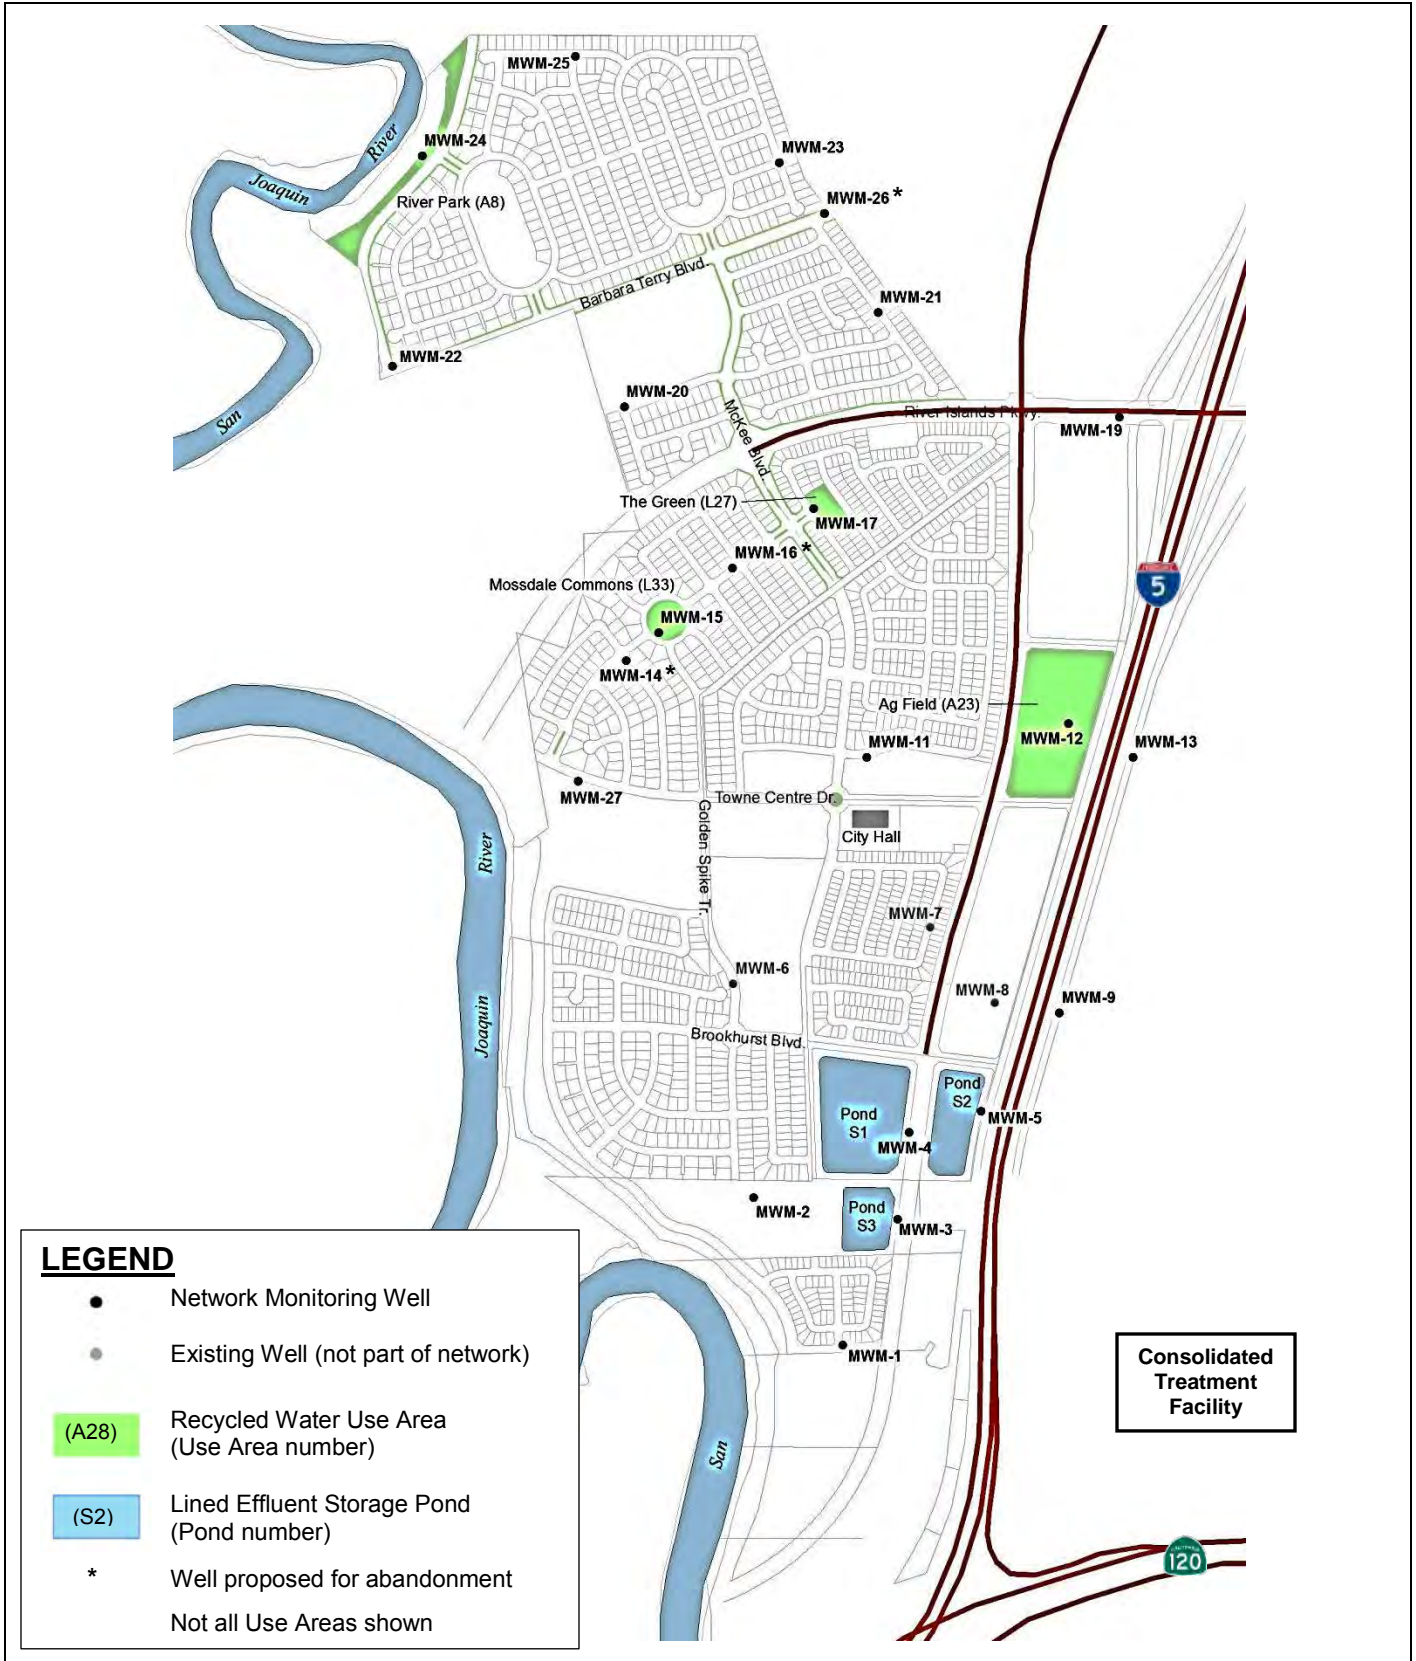 MWM-25
MWM-24
River
Joaquin
River Park (A8)
MWM-23
MWM-26 *
Barbara Terry Blvd.
MWM-21
MWM-22
San
MWM-20
McKee Blvd.
River Islands Pkwy.
MWM-19
The Green (L27)
MWM-17
MWM-16 *
5
Mossdale Commons (L33)
MWM-15
MWM-14 *
Ag Field (A23)
MWM-12
MWM-11
MWM-13
MWM-27
Towne Centre Dr.
City Hall
Golden Spike Tr.
River
MWM-7
MWM-6
MWM-8
MWM-9
Joaquin
Brookhurst Blvd.
Pond
S2
Pond
S1
MWM-5
MWM-4
MWM-2
Pond
S3
MWM-3
MWM-1
San
Consolidated
Treatment
Facility
120
LEGEND
Network Monitoring Well
Existing Well (not part of network)
(A28)
Recycled Water Use Area
(Use Area number)
(S2)
Lined Effluent Storage Pond
(Pond number)
* Well proposed for abandonment
Not all Use Areas shown